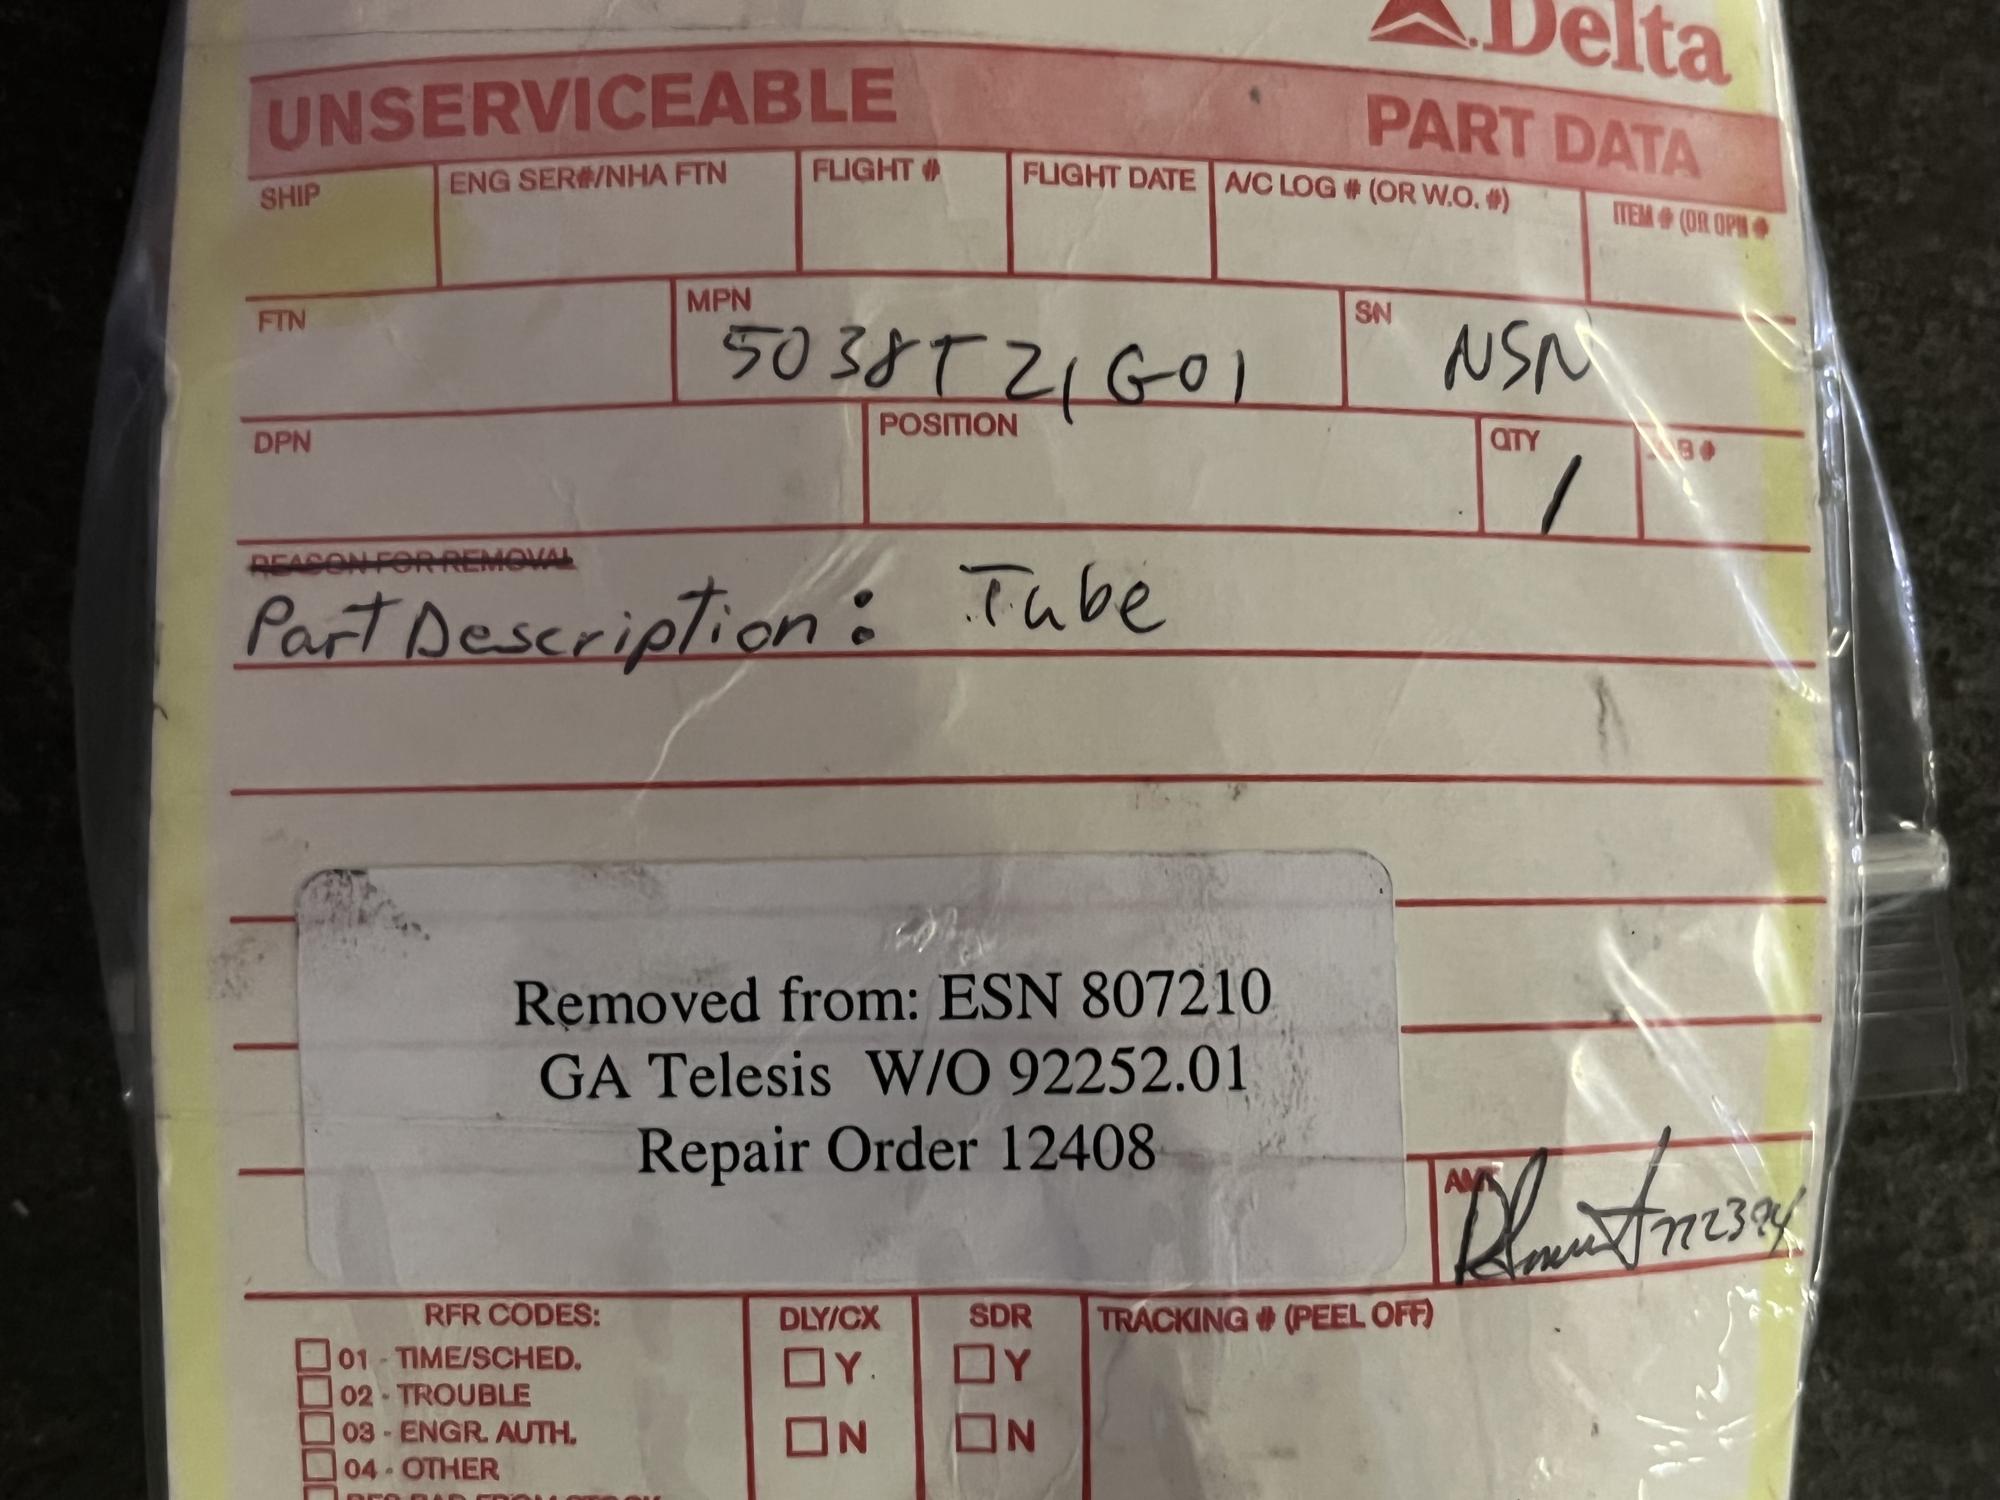 Delta
UNSERVICEABLE PART DATA
SHIP ENG SER#/NHA FTN FLIGHT # FLIGHT DATE A/C LOG # (OR W.O. #) ITEM # (OR OPN #
FTN MPN 5038T21G01 SN NSN
DPN POSITION QTY 1
REASON FOR REMOVAL
Part Description: Tube
Removed from: ESN 807210
GA Telesis W/O 92252.01
Repair Order 12408
RFR CODES: DLY/CX SDR TRACKING # (PEEL OFF)
01 - TIME/SCHED. Y Y
02 - TROUBLE
03 - ENGR. AUTH. N N
04 - OTHER